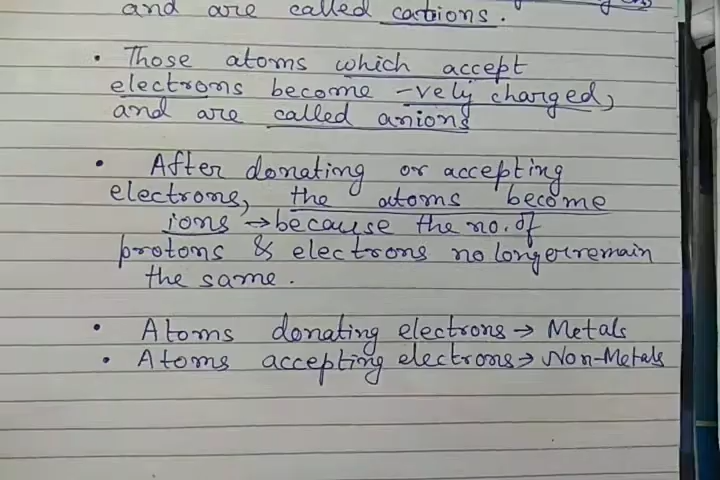 and are called cations.
• Those atoms which accept
electrons become -vely charged,
and are called anions
• After donating or accepting
electrons, the atoms become
ions → because the no. of
protons & electrons no longer remain
the same.
• Atoms donating electrons → Metals
• Atoms accepting electrons → Non-Metals